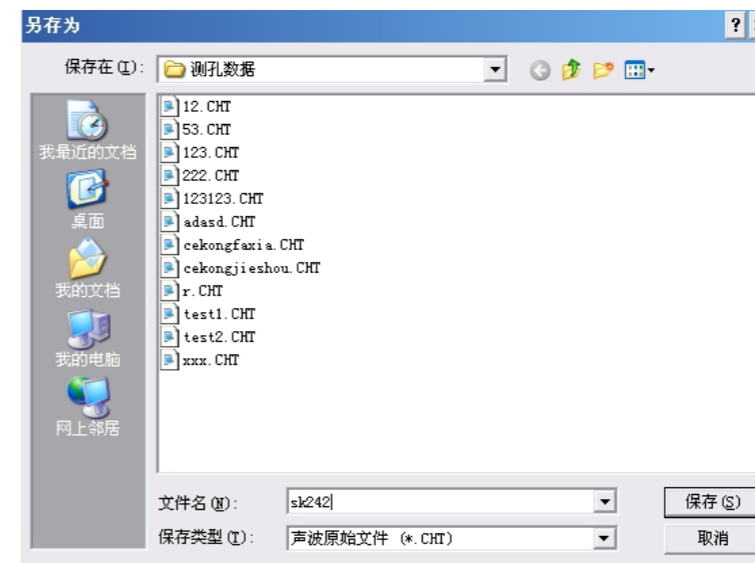 另存为
保存在(I):
测孔数据
我最近的文档
桌面
我的文档
我的电脑
网上邻居
12.CHT
53.CHT
123.CHT
222.CHT
123123.CHT
adasd.CHT
cekongfaxia.CHT
cekongjieshou.CHT
r.CHT
test1.CHT
test2.CHT
xxx.CHT
文件名(N):
sk242
保存(S)
保存类型(T):
声波原始文件 (*.CHT)
取消